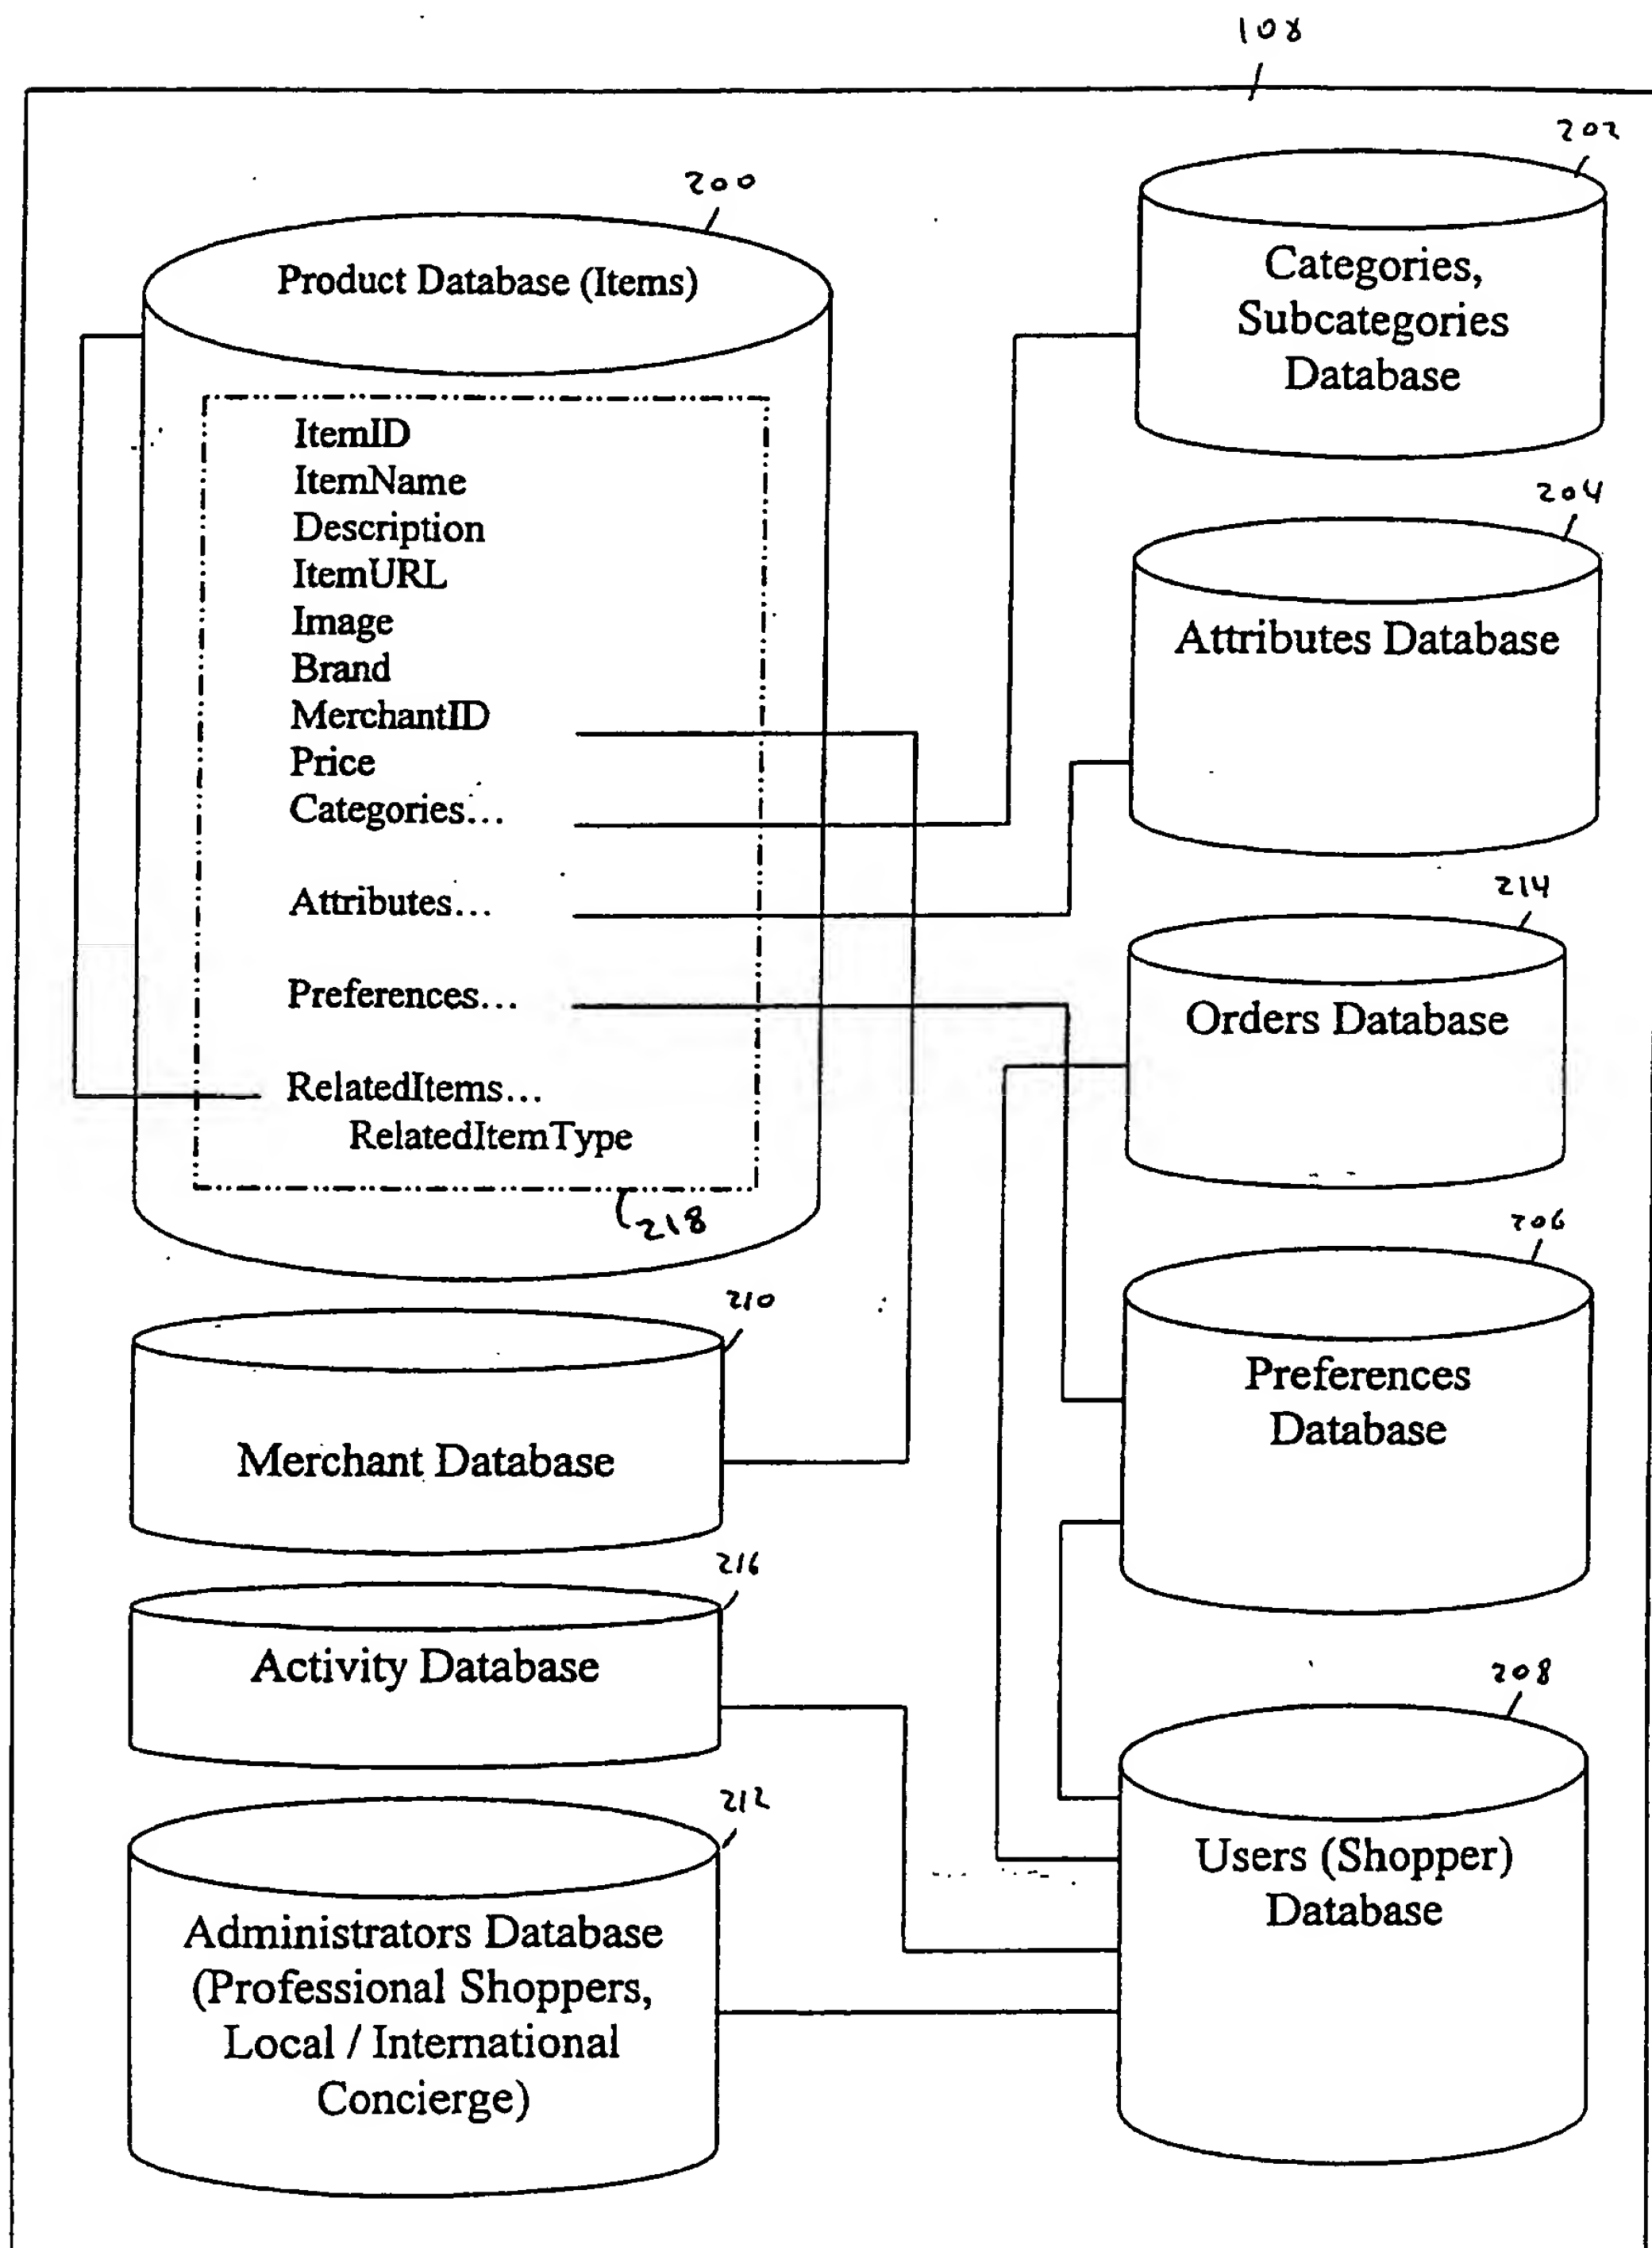 108
200
Product Database (Items)
ItemID
ItemName
Description
ItemURL
Image
Brand
MerchantID
Price
Categories...
Attributes...
Preferences...
RelatedItems...
RelatedItemType
218
202
Categories,
Subcategories
Database
204
Attributes Database
214
Orders Database
206
Preferences
Database
210
Merchant Database
216
Activity Database
208
Users (Shopper)
Database
212
Administrators Database
(Professional Shoppers,
Local / International
Concierge)